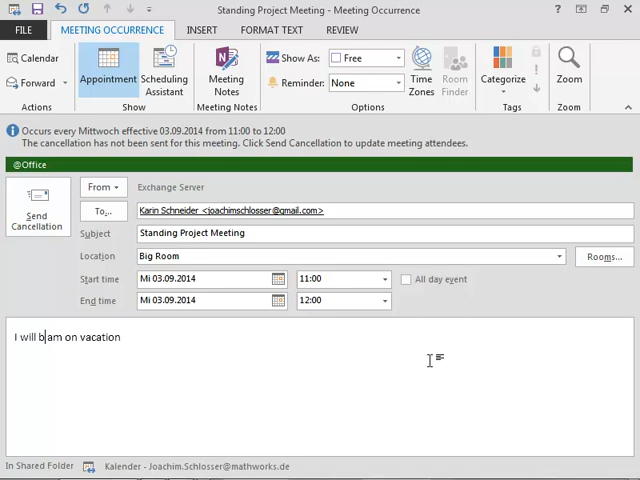 Standing Project Meeting - Meeting Occurrence
FILE MEETING OCCURRENCE INSERT FORMAT TEXT REVIEW
Calendar
Forward
Actions
Appointment
Scheduling Assistant
Show
Meeting Notes
Meeting Notes
Show As: Free
Reminder: None
Time Zones
Room Finder
Options
Categorize
Tags
Zoom
Zoom
Occurs every Mittwoch effective 03.09.2014 from 11:00 to 12:00
The cancellation has not been sent for this meeting. Click Send Cancellation to update meeting attendees.
@Office
Send Cancellation
From Exchange Server
To... Karin Schneider <joachimschlosser@gmail.com>
Subject Standing Project Meeting
Location Big Room Rooms...
Start time Mi 03.09.2014 11:00 All day event
End time Mi 03.09.2014 12:00
I will bam on vacation
In Shared Folder Kalender - Joachim.Schlosser@mathworks.de